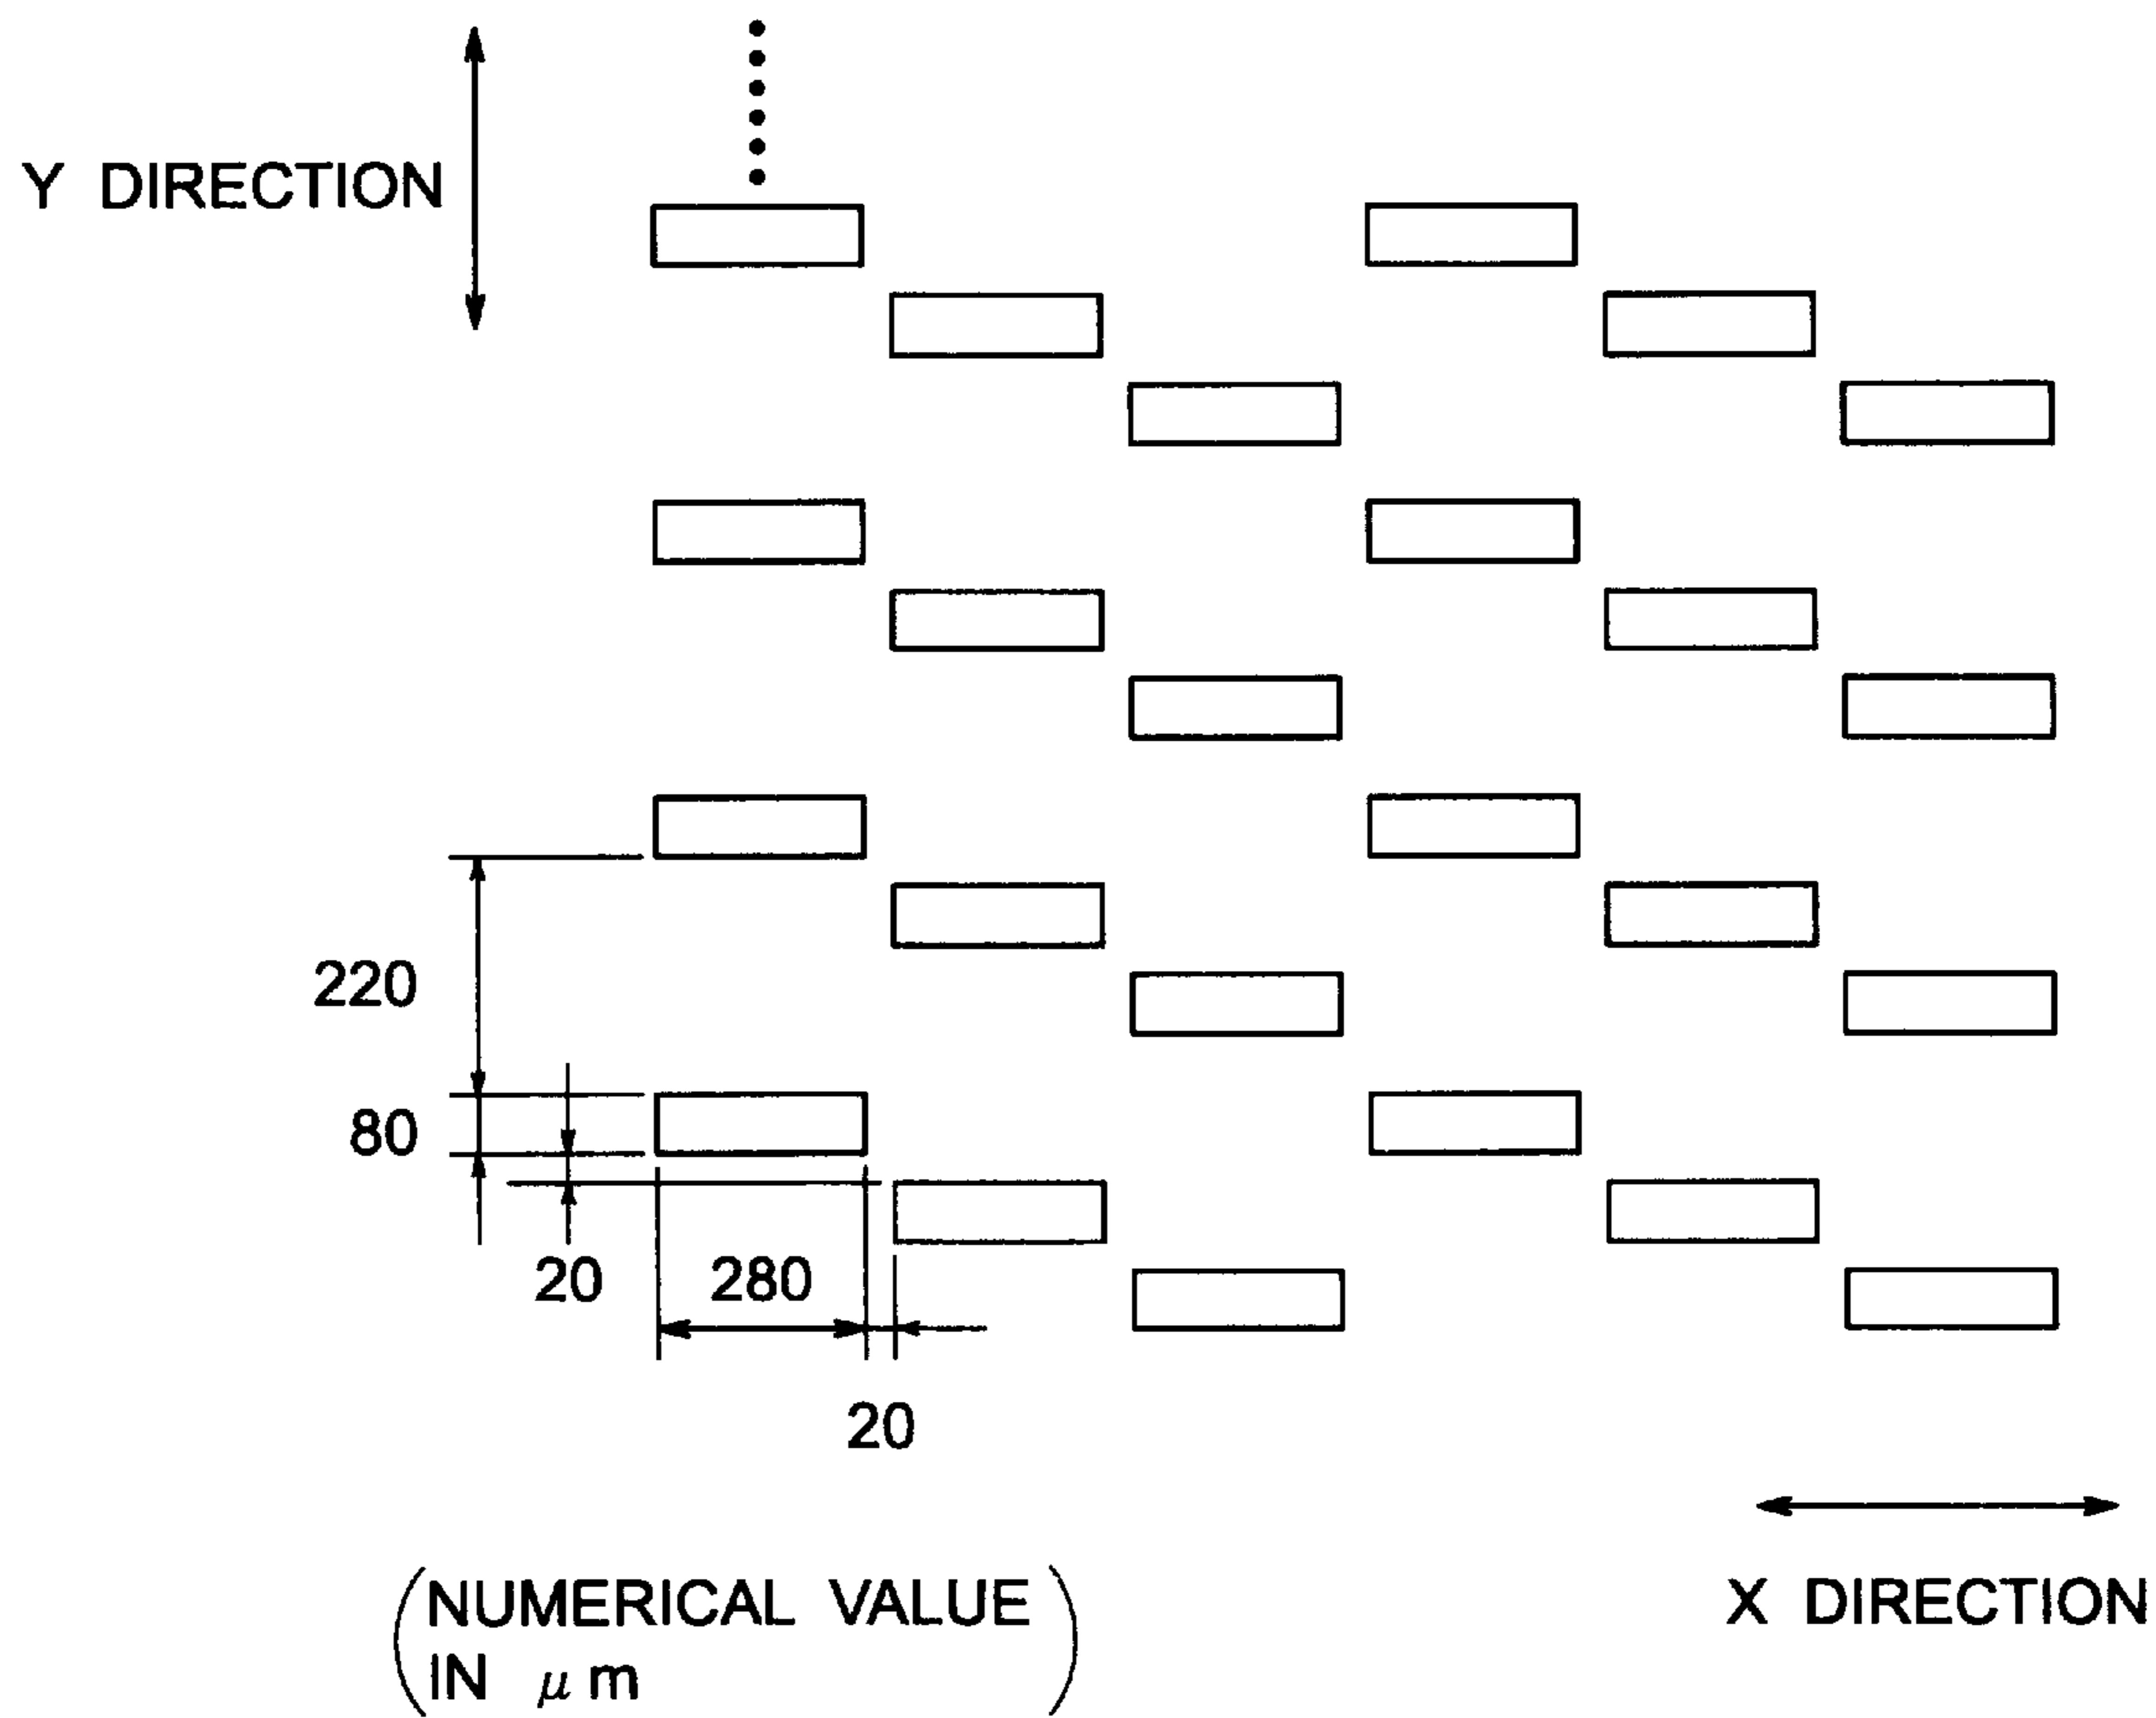 Y DIRECTION
220
80
20
280
20
X DIRECTION
(NUMERICAL VALUE
IN μm)